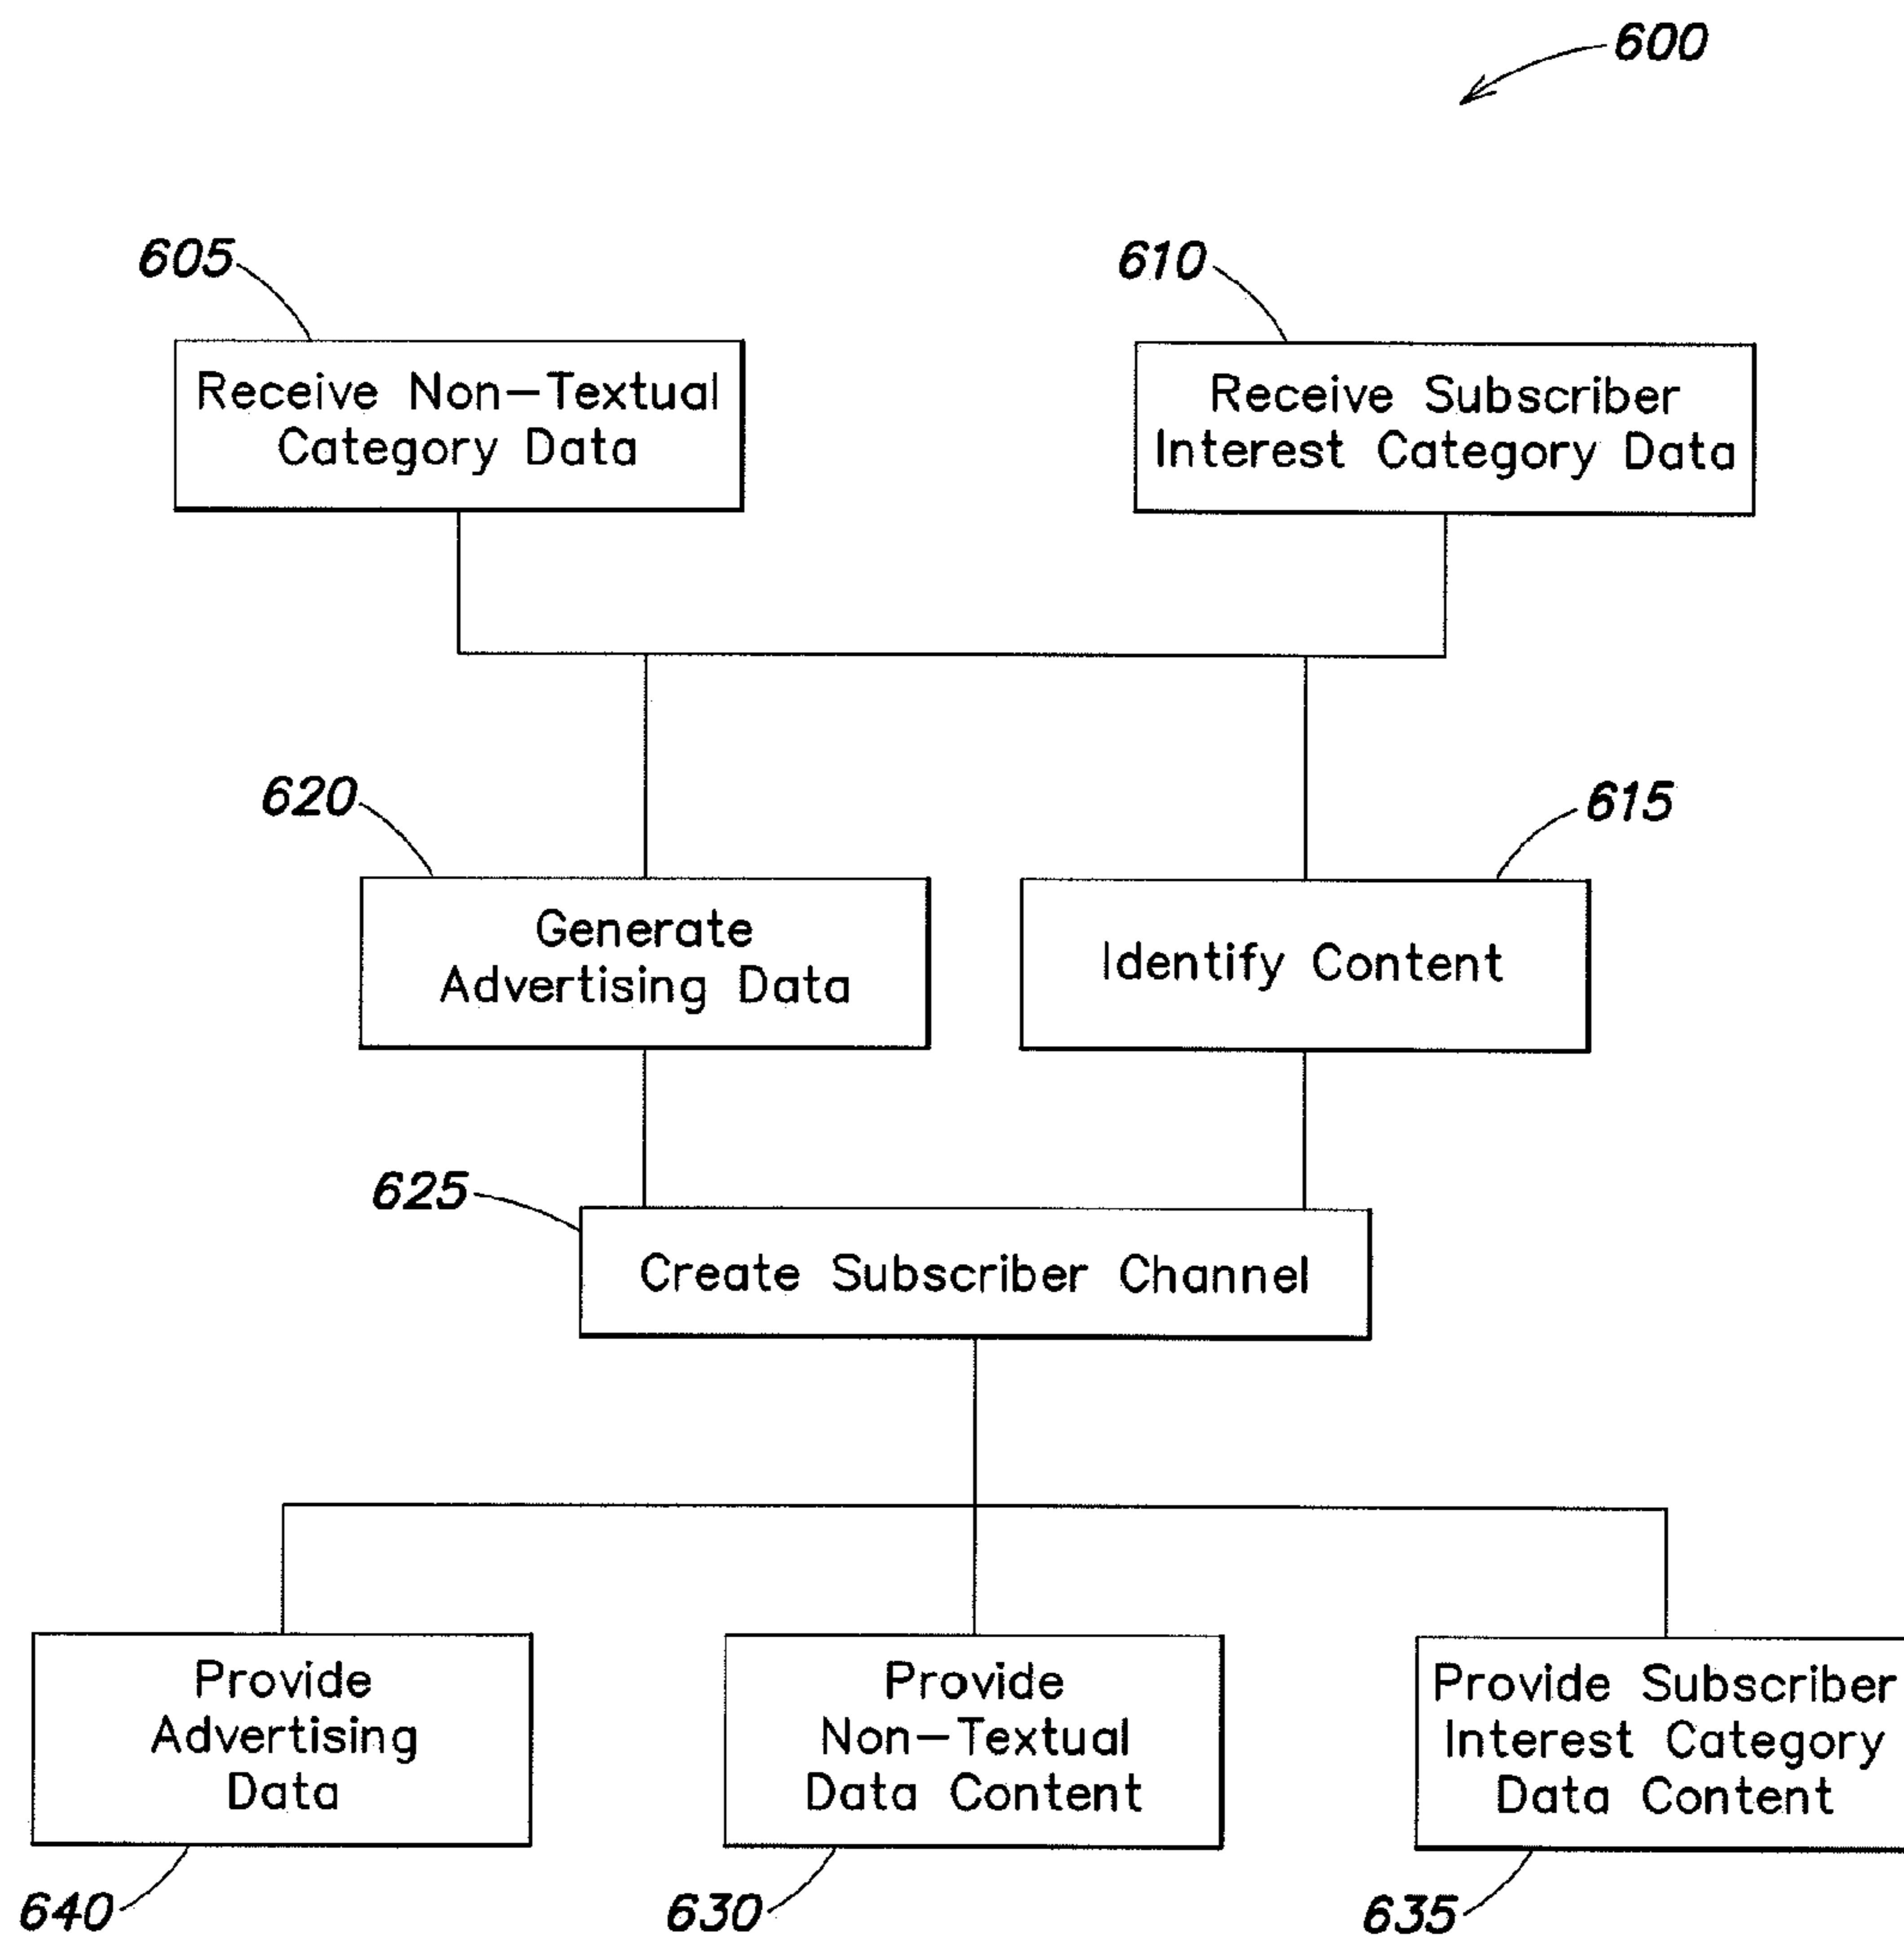 600
605
610
Receive Non-Textual
Category Data
Receive Subscriber
Interest Category Data
620
615
Generate
Advertising Data
Identify Content
625
Create Subscriber Channel
Provide
Advertising
Data
Provide
Non-Textual
Data Content
Provide Subscriber
Interest Category
Data Content
640
630
635